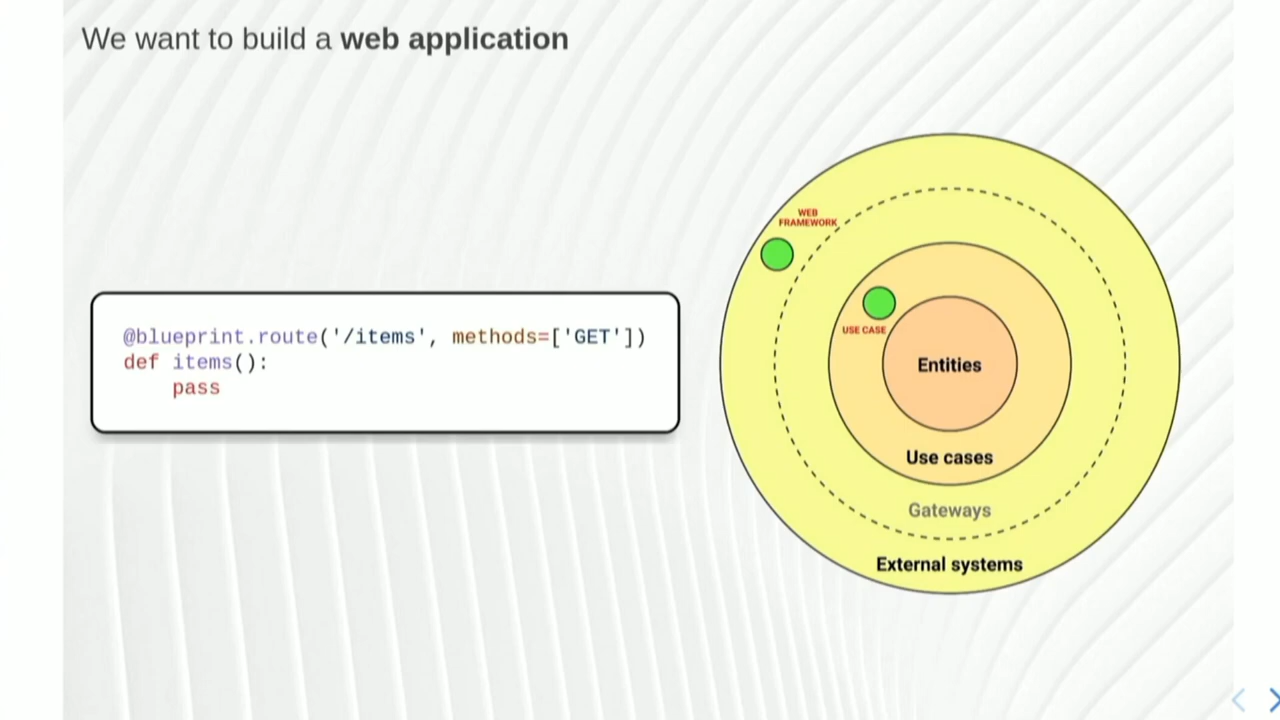 We want to build a web application
@blueprint.route('/items', methods=['GET'])
def items():
    pass
WEB
FRAMEWORK
USE CASE
Entities
Use cases
Gateways
External systems